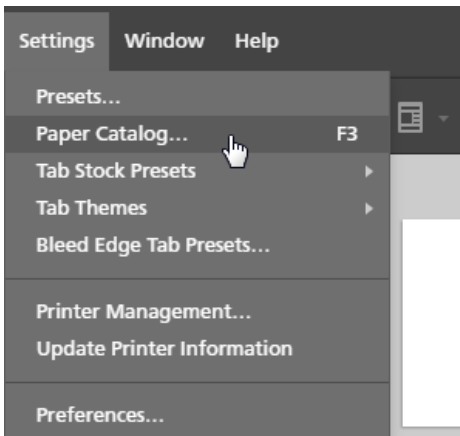 Settings Window Help
Presets...
Paper Catalog... F3
Tab Stock Presets
Tab Themes
Bleed Edge Tab Presets...
Printer Management...
Update Printer Information
Preferences...